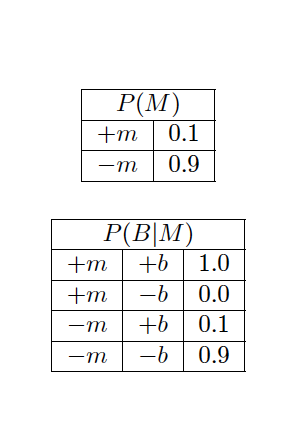 P(M)
+m 0.1
−m 0.9
P(B|M)
+m +b 1.0
+m −b 0.0
−m +b 0.1
−m −b 0.9